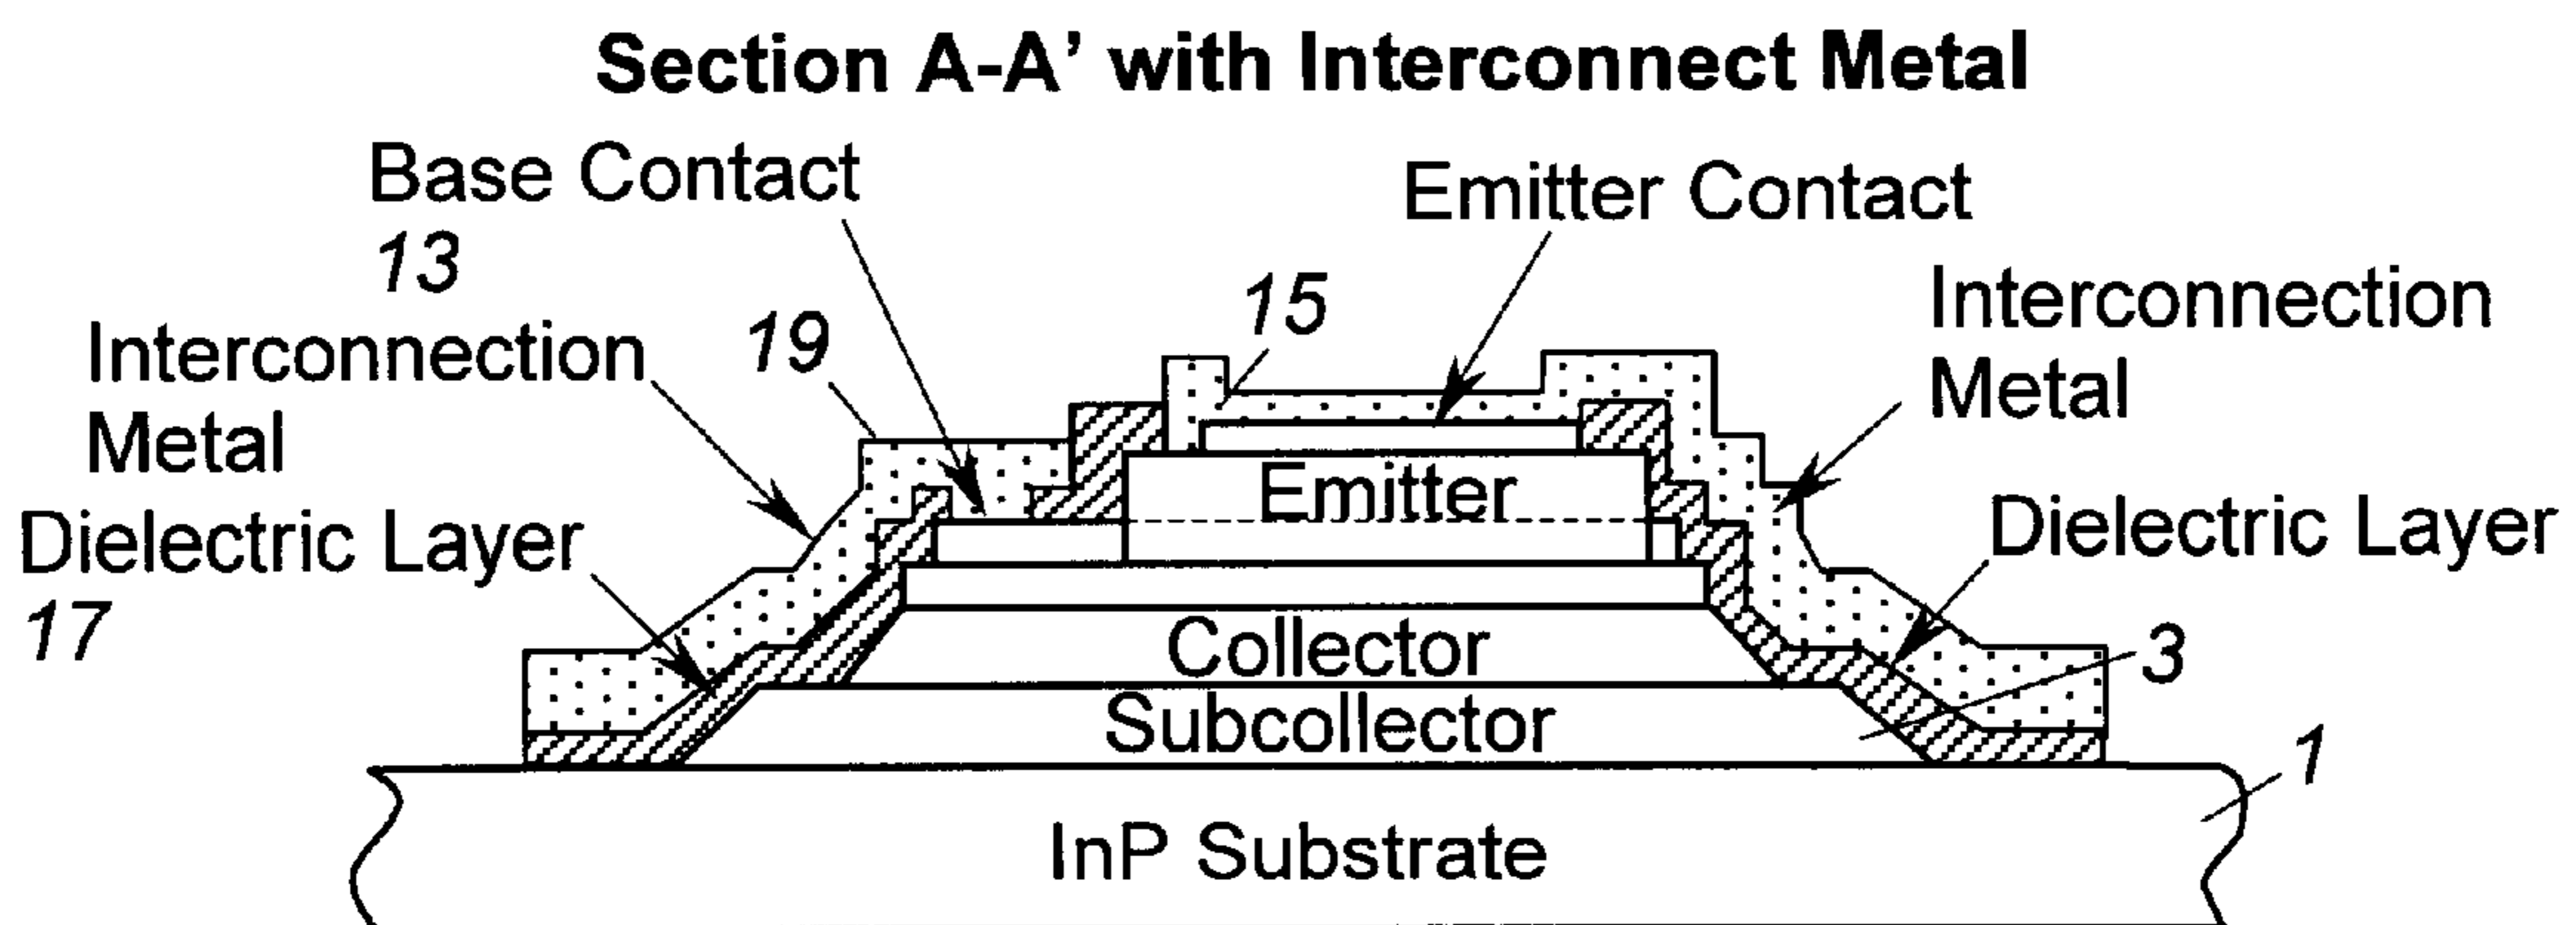 Section A-A’ with Interconnect Metal
Base Contact
13
Emitter Contact
15
19
Interconnection
Metal
Interconnection
Metal
Dielectric Layer
17
Emitter
Dielectric Layer
Collector
3
Subcollector
1
InP Substrate